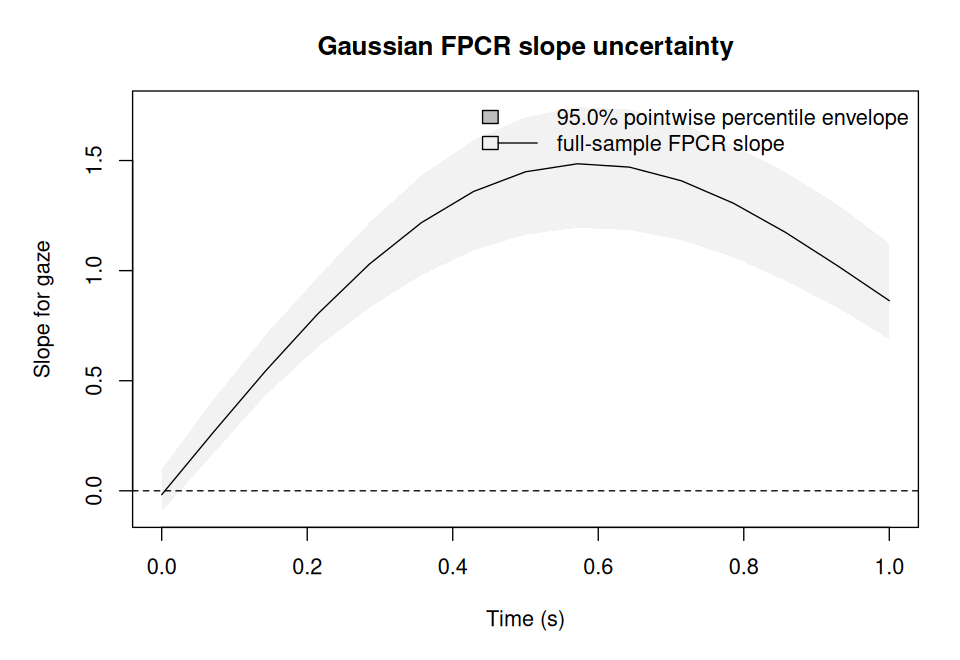 Gaussian FPCR slope uncertainty
95.0% pointwise percentile envelope
full-sample FPCR slope
Slope for gaze
1.5
1.0
0.5
0.0
0.0 0.2 0.4 0.6 0.8 1.0
Time (s)